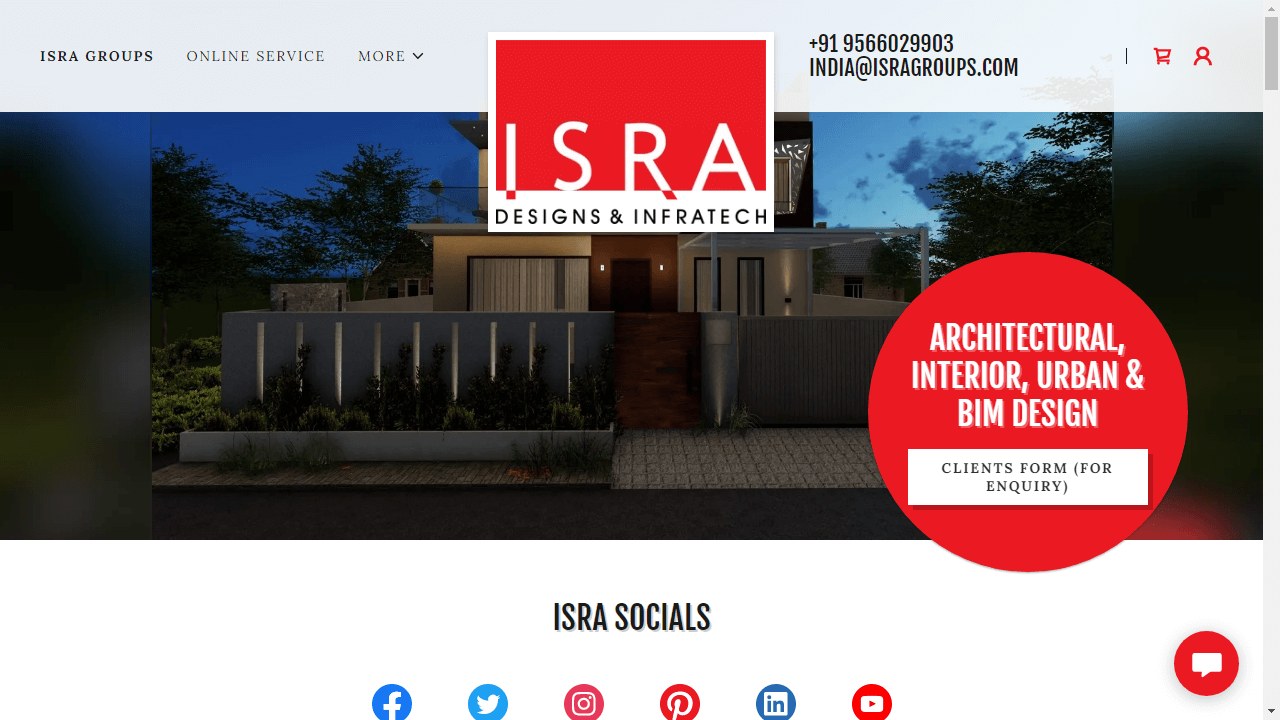 ISRA GROUPS
ONLINE SERVICE
MORE
ISRA
DESIGNS & INFRATECH
+91 9566029903
INDIA@ISRAGROUPS.COM
ARCHITECTURAL,
INTERIOR, URBAN &
BIM DESIGN
CLIENTS FORM (FOR
ENQUIRY)
ISRA SOCIALS